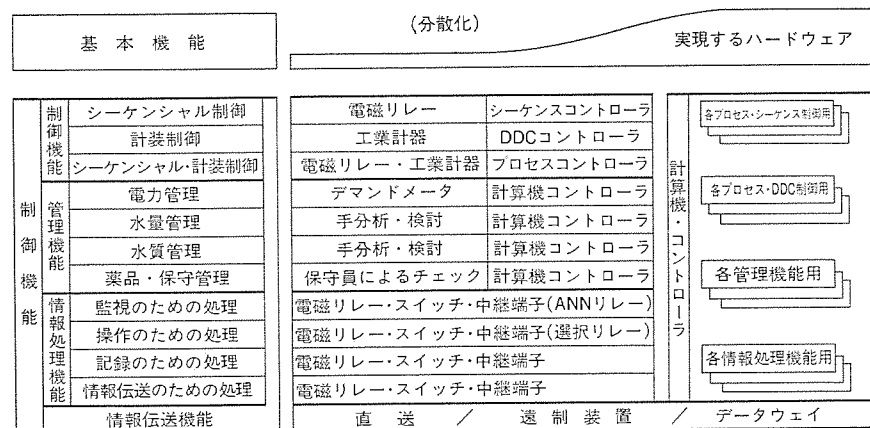 基本機能
(分散化)
実現するハードウェア
制御機能
制御機能
シーケンシャル制御
電磁リレー
シーケンスコントローラ
計装制御
工業計器
DDCコントローラ
シーケンシャル・計装制御
電磁リレー・工業計器
プロセスコントローラ
管理機能
電力管理
デマンドメータ
計算機コントローラ
水量管理
手分析・検討
計算機コントローラ
水質管理
手分析・検討
計算機コントローラ
薬品・保守管理
保守員によるチェック
計算機コントローラ
情報処理機能
監視のための処理
電磁リレー・スイッチ・中継端子(ANNリレー)
操作のための処理
電磁リレー・スイッチ・中継端子(選択リレー)
記録のための処理
電磁リレー・スイッチ・中継端子
情報伝送のための処理
電磁リレー・スイッチ・中継端子
計算機・コントローラ
各プロセス・シーケンス制御用
各プロセス・DDC制御用
各管理機能用
各情報処理機能用
情報伝送機能
直送 / 遠制装置 / データウェイ